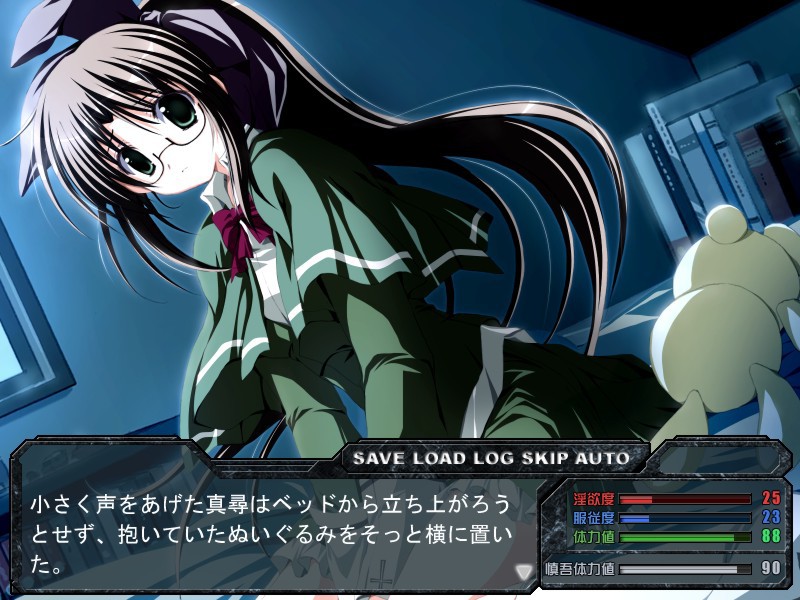 SAVE LOAD LOG SKIP AUTO
小さく声をあげた真尋はベッドから立ち上がろう
とせず、抱いていたぬいぐるみをそっと横に置い
た。
淫欲度 25
服従度 23
体力値 88
慎吾体力値 90